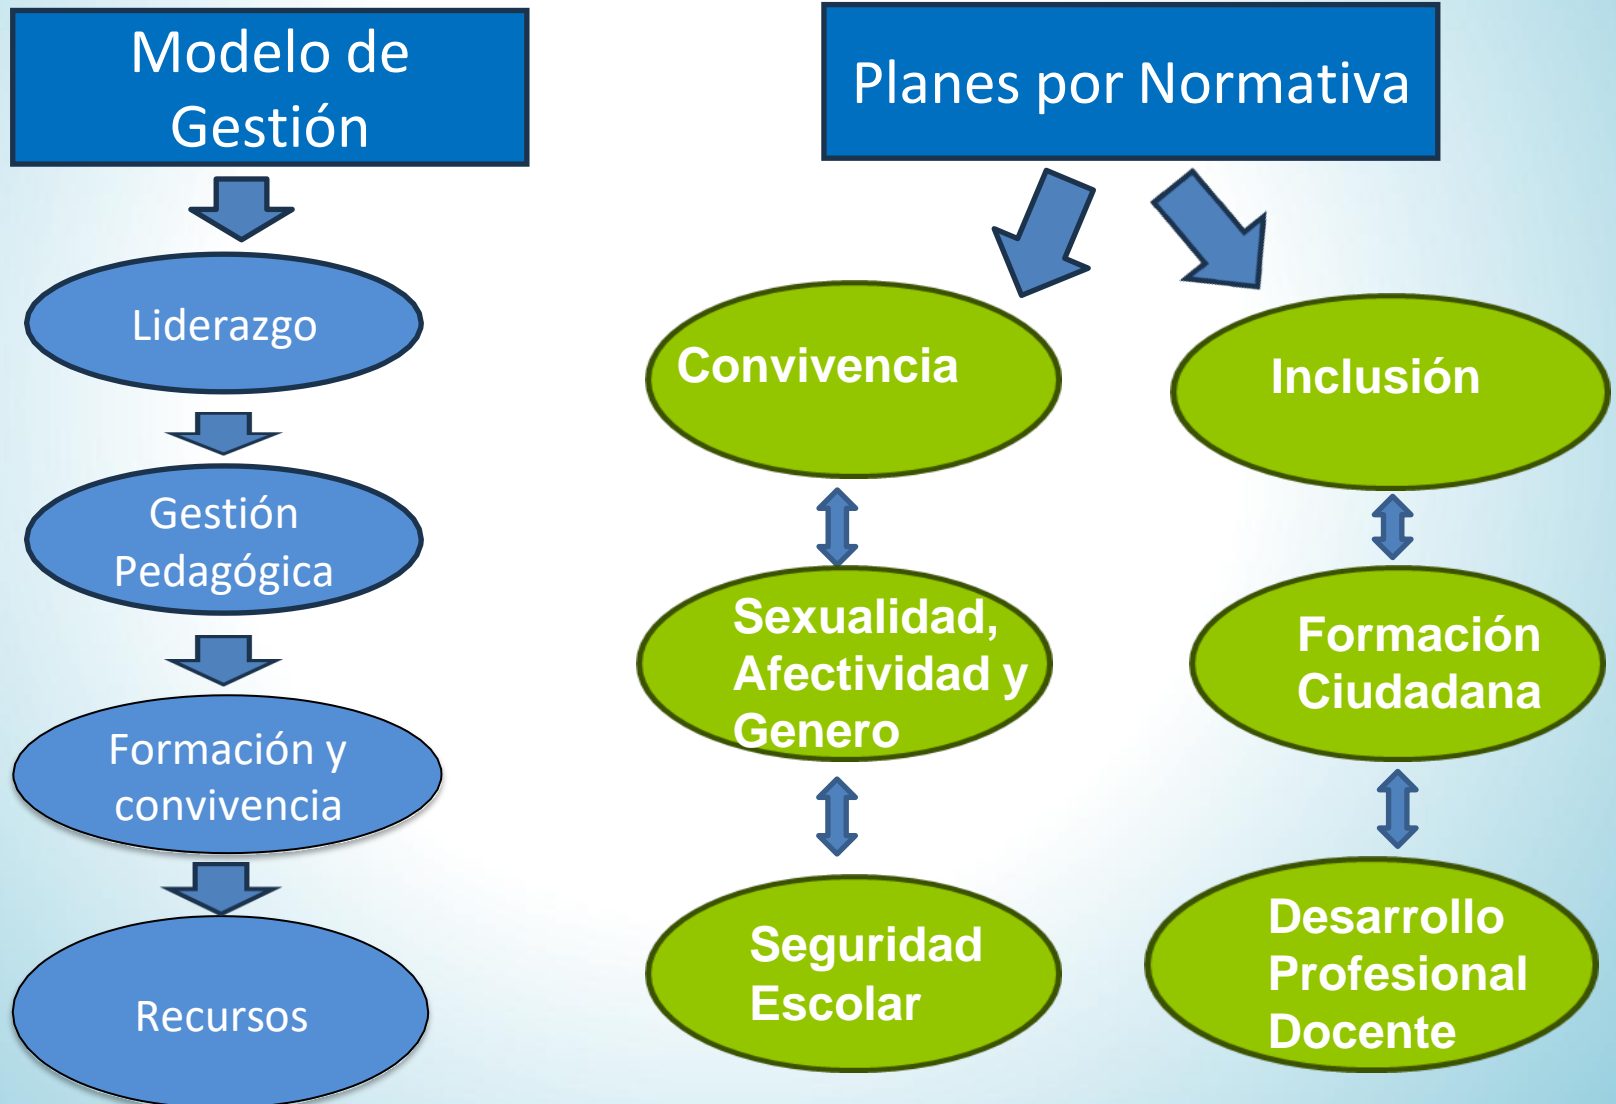 Modelo de
Gestión
Liderazgo
Gestión
Pedagógica
Formación y
convivencia
Recursos
Planes por Normativa
Convivencia
Sexualidad,
Afectividad y
Genero
Seguridad
Escolar
Inclusión
Formación
Ciudadana
Desarrollo
Profesional
Docente